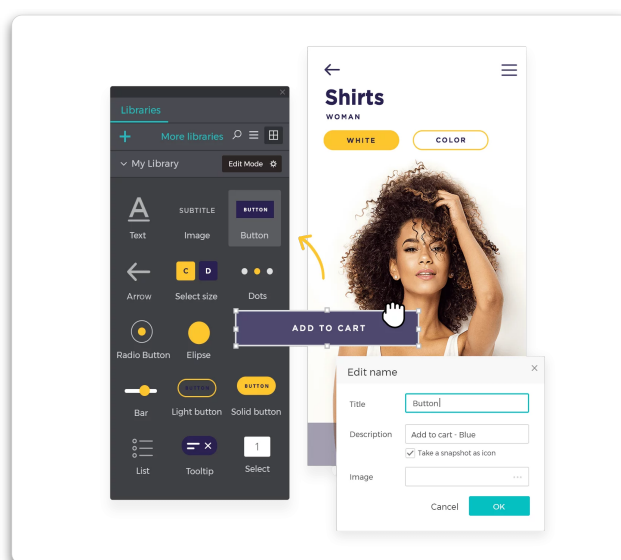 Libraries
More libraries
My Library
Edit Mode
A
SUBTITLE
BUTTON
Text
Image
Button
C
D
Arrow
Select size
Dots
Radio Button
Elipse
BUTTON
BUTTON
Bar
Light button
Solid button
1
List
Tooltip
Select
Shirts
WOMAN
WHITE
COLOR
ADD TO CART
Edit name
Title
Button
Description
Add to cart - Blue
Take a snapshot as icon
Image
Cancel
OK